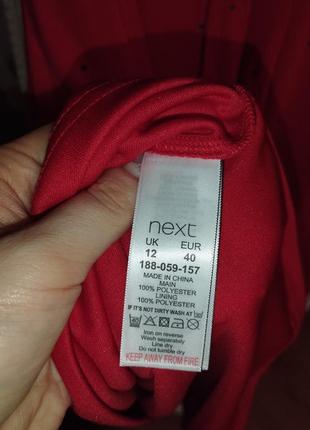 next
UK EUR
12 40
188-059-157
MADE IN CHINA
MAIN
100% POLYESTER
LINING
100% POLYESTER
IF IT'S NOT DIRTY WASH AT
Iron on reverse
Wash separately
Line dry
Do not tumble dry
KEEP AWAY FROM FIRE